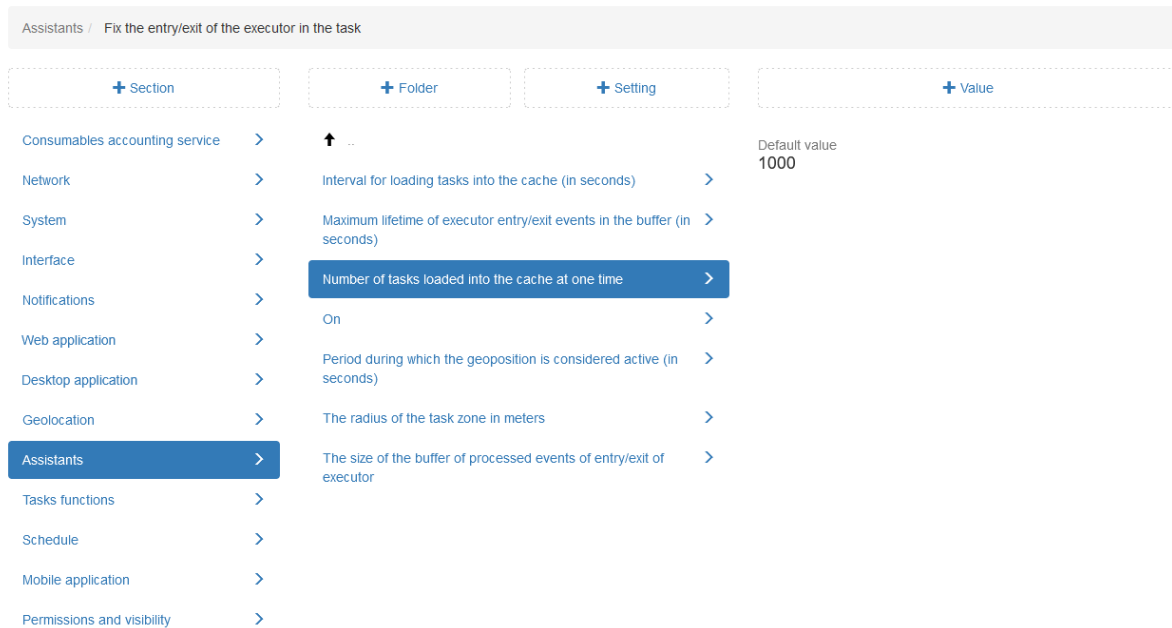 Assistants / Fix the entry/exit of the executor in the task
+ Section
+ Folder
+ Setting
+ Value
Consumables accounting service
Network
System
Interface
Notifications
Web application
Desktop application
Geolocation
Assistants
Tasks functions
Schedule
Mobile application
Permissions and visibility
..
Interval for loading tasks into the cache (in seconds)
Maximum lifetime of executor entry/exit events in the buffer (in
seconds)
Number of tasks loaded into the cache at one time
On
Period during which the geoposition is considered active (in
seconds)
The radius of the task zone in meters
The size of the buffer of processed events of entry/exit of
executor
Default value
1000